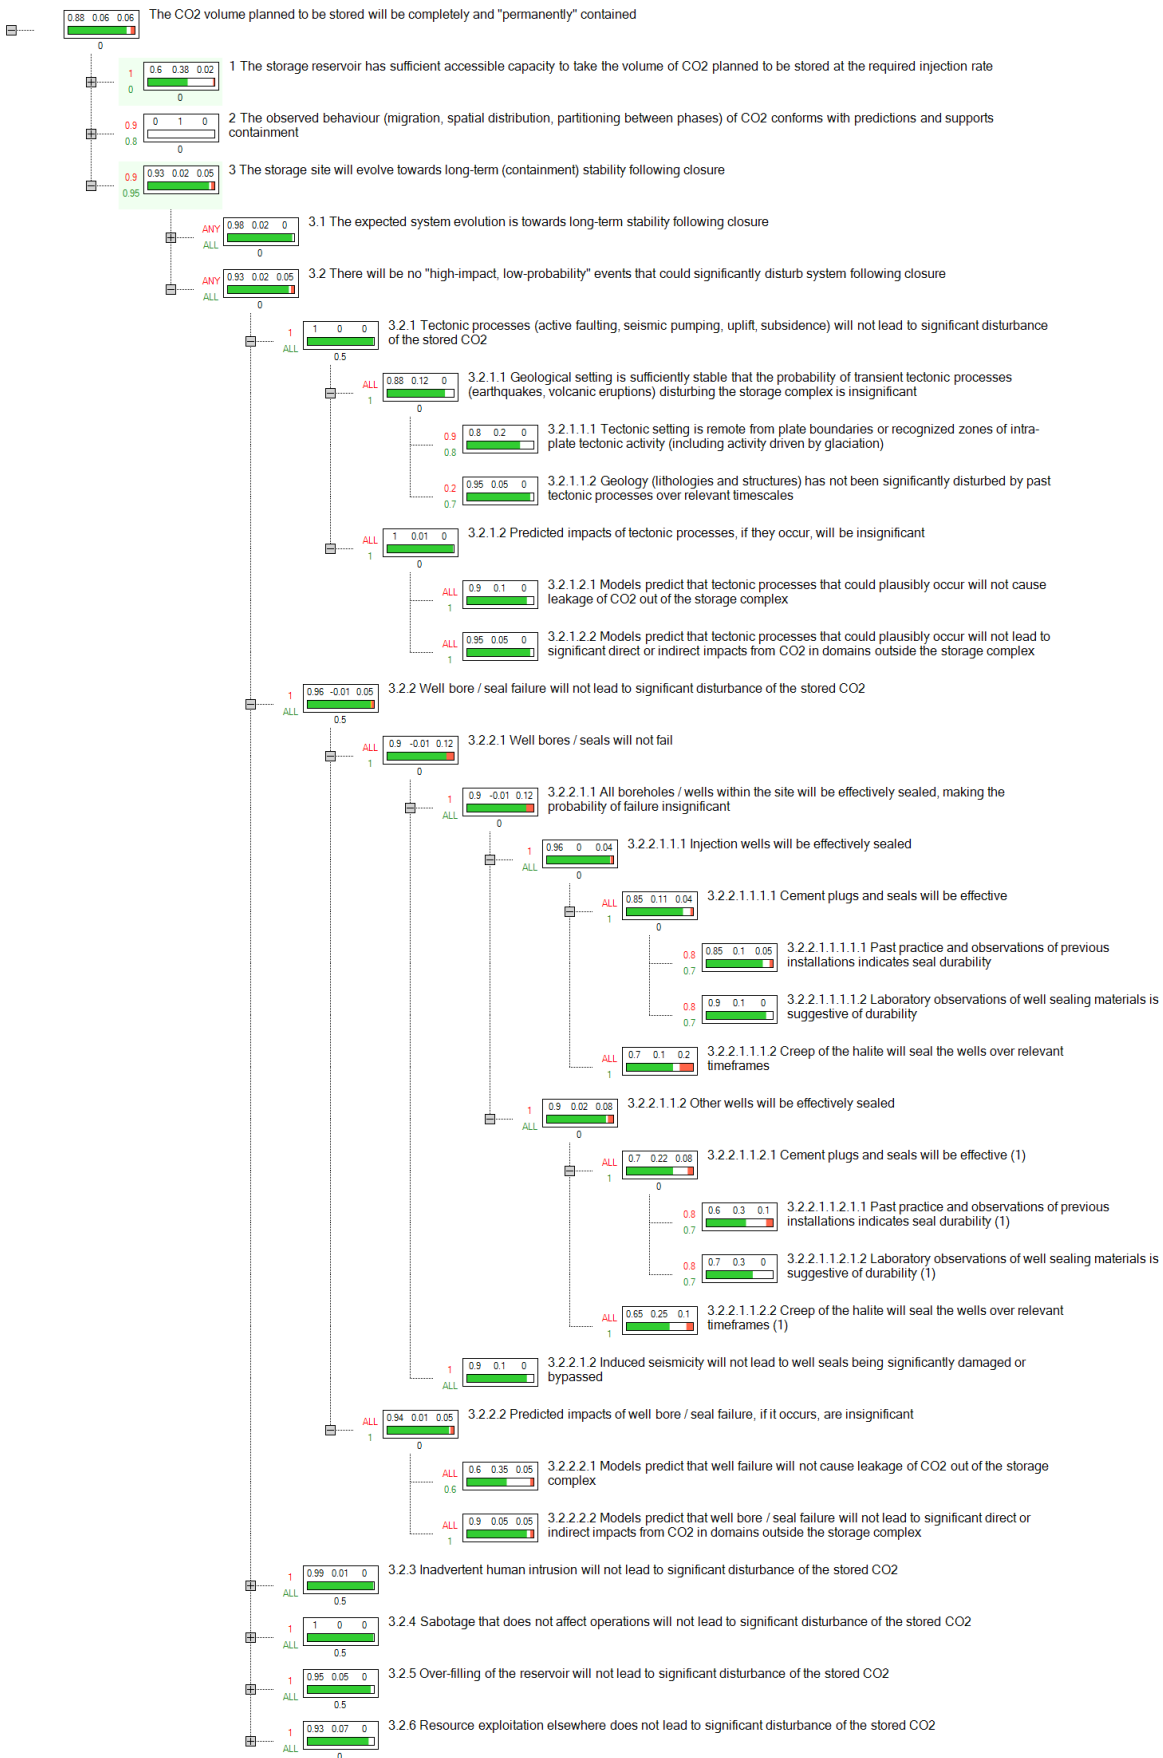 0.88 0.06 0.06
The CO2 volume planned to be stored will be completely and "permanently" contained
0
1
0
0.6 0.38 0.02
0
1 The storage reservoir has sufficient accessible capacity to take the volume of CO2 planned to be stored at the required injection rate
0.9
0.8
0 1 0
0
2 The observed behaviour (migration, spatial distribution, partitioning between phases) of CO2 conforms with predictions and supports
containment
0.9
0.95
0.93 0.02 0.05
3 The storage site will evolve towards long-term (containment) stability following closure
ANY
ALL
0.98 0.02 0
0
3.1 The expected system evolution is towards long-term stability following closure
ANY
ALL
0.93 0.02 0.05
0
3.2 There will be no "high-impact, low-probability" events that could significantly disturb system following closure
1
ALL
1 0 0
0.5
3.2.1 Tectonic processes (active faulting, seismic pumping, uplift, subsidence) will not lead to significant disturbance
of the stored CO2
ALL
1
0.88 0.12 0
0
3.2.1.1 Geological setting is sufficiently stable that the probability of transient tectonic processes
(earthquakes, volcanic eruptions) disturbing the storage complex is insignificant
0.9
0.8
0.8 0.2 0
3.2.1.1.1 Tectonic setting is remote from plate boundaries or recognized zones of intra-
plate tectonic activity (including activity driven by glaciation)
0.2
0.7
0.95 0.05 0
3.2.1.1.2 Geology (lithologies and structures) has not been significantly disturbed by past
tectonic processes over relevant timescales
ALL
1
1 0.01 0
0
3.2.1.2 Predicted impacts of tectonic processes, if they occur, will be insignificant
ALL
1
0.9 0.1 0
3.2.1.2.1 Models predict that tectonic processes that could plausibly occur will not cause
leakage of CO2 out of the storage complex
ALL
1
0.95 0.05 0
3.2.1.2.2 Models predict that tectonic processes that could plausibly occur will not lead to
significant direct or indirect impacts from CO2 in domains outside the storage complex
1
ALL
0.96 -0.01 0.05
0.5
3.2.2 Well bore / seal failure will not lead to significant disturbance of the stored CO2
ALL
1
0.9 -0.01 0.12
0
3.2.2.1 Well bores / seals will not fail
1
ALL
0.9 -0.01 0.12
0
3.2.2.1.1 All boreholes / wells within the site will be effectively sealed, making the
probability of failure insignificant
1
ALL
0.96 0 0.04
0
3.2.2.1.1.1 Injection wells will be effectively sealed
ALL
1
0.85 0.11 0.04
0
3.2.2.1.1.1.1 Cement plugs and seals will be effective
0.8
0.7
0.85 0.1 0.05
3.2.2.1.1.1.1.1 Past practice and observations of previous
installations indicates seal durability
0.8
0.7
0.9 0.1 0
3.2.2.1.1.1.1.2 Laboratory observations of well sealing materials is
suggestive of durability
ALL
1
0.7 0.1 0.2
3.2.2.1.1.1.2 Creep of the halite will seal the wells over relevant
timeframes
1
ALL
0.9 0.02 0.08
0
3.2.2.1.1.2 Other wells will be effectively sealed
ALL
1
0.7 0.22 0.08
0
3.2.2.1.1.2.1 Cement plugs and seals will be effective (1)
0.8
0.7
0.6 0.3 0.1
3.2.2.1.1.2.1.1 Past practice and observations of previous
installations indicates seal durability (1)
0.8
0.7
0.7 0.3 0
3.2.2.1.1.2.1.2 Laboratory observations of well sealing materials is
suggestive of durability (1)
ALL
1
0.65 0.25 0.1
3.2.2.1.1.2.2 Creep of the halite will seal the wells over relevant
timeframes (1)
1
ALL
0.9 0.1 0
3.2.2.1.2 Induced seismicity will not lead to well seals being significantly damaged or
bypassed
ALL
1
0.94 0.01 0.05
0
3.2.2.2 Predicted impacts of well bore / seal failure, if it occurs, are insignificant
ALL
0.6
0.6 0.35 0.05
3.2.2.2.1 Models predict that well failure will not cause leakage of CO2 out of the storage
complex
ALL
1
0.9 0.05 0.05
3.2.2.2.2 Models predict that well bore / seal failure will not lead to significant direct or
indirect impacts from CO2 in domains outside the storage complex
1
ALL
0.99 0.01 0
0.5
3.2.3 Inadvertent human intrusion will not lead to significant disturbance of the stored CO2
1
ALL
1 0 0
0.5
3.2.4 Sabotage that does not affect operations will not lead to significant disturbance of the stored CO2
1
ALL
0.95 0.05 0
0.5
3.2.5 Over-filling of the reservoir will not lead to significant disturbance of the stored CO2
1
ALL
0.93 0.07 0
0
3.2.6 Resource exploitation elsewhere does not lead to significant disturbance of the stored CO2